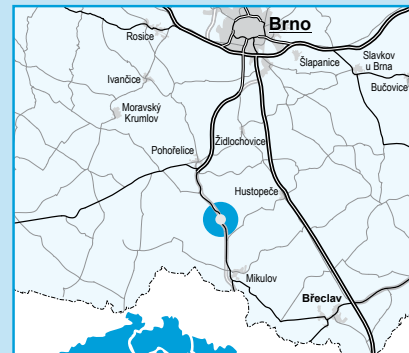 Brno
Rosice
Šlapanice
Slavkov
u Brna
Ivančice
Bučovice
Moravský
Krumlov
Židlochovice
Pohořelice
Hustopeče
Mikulov
Břeclav